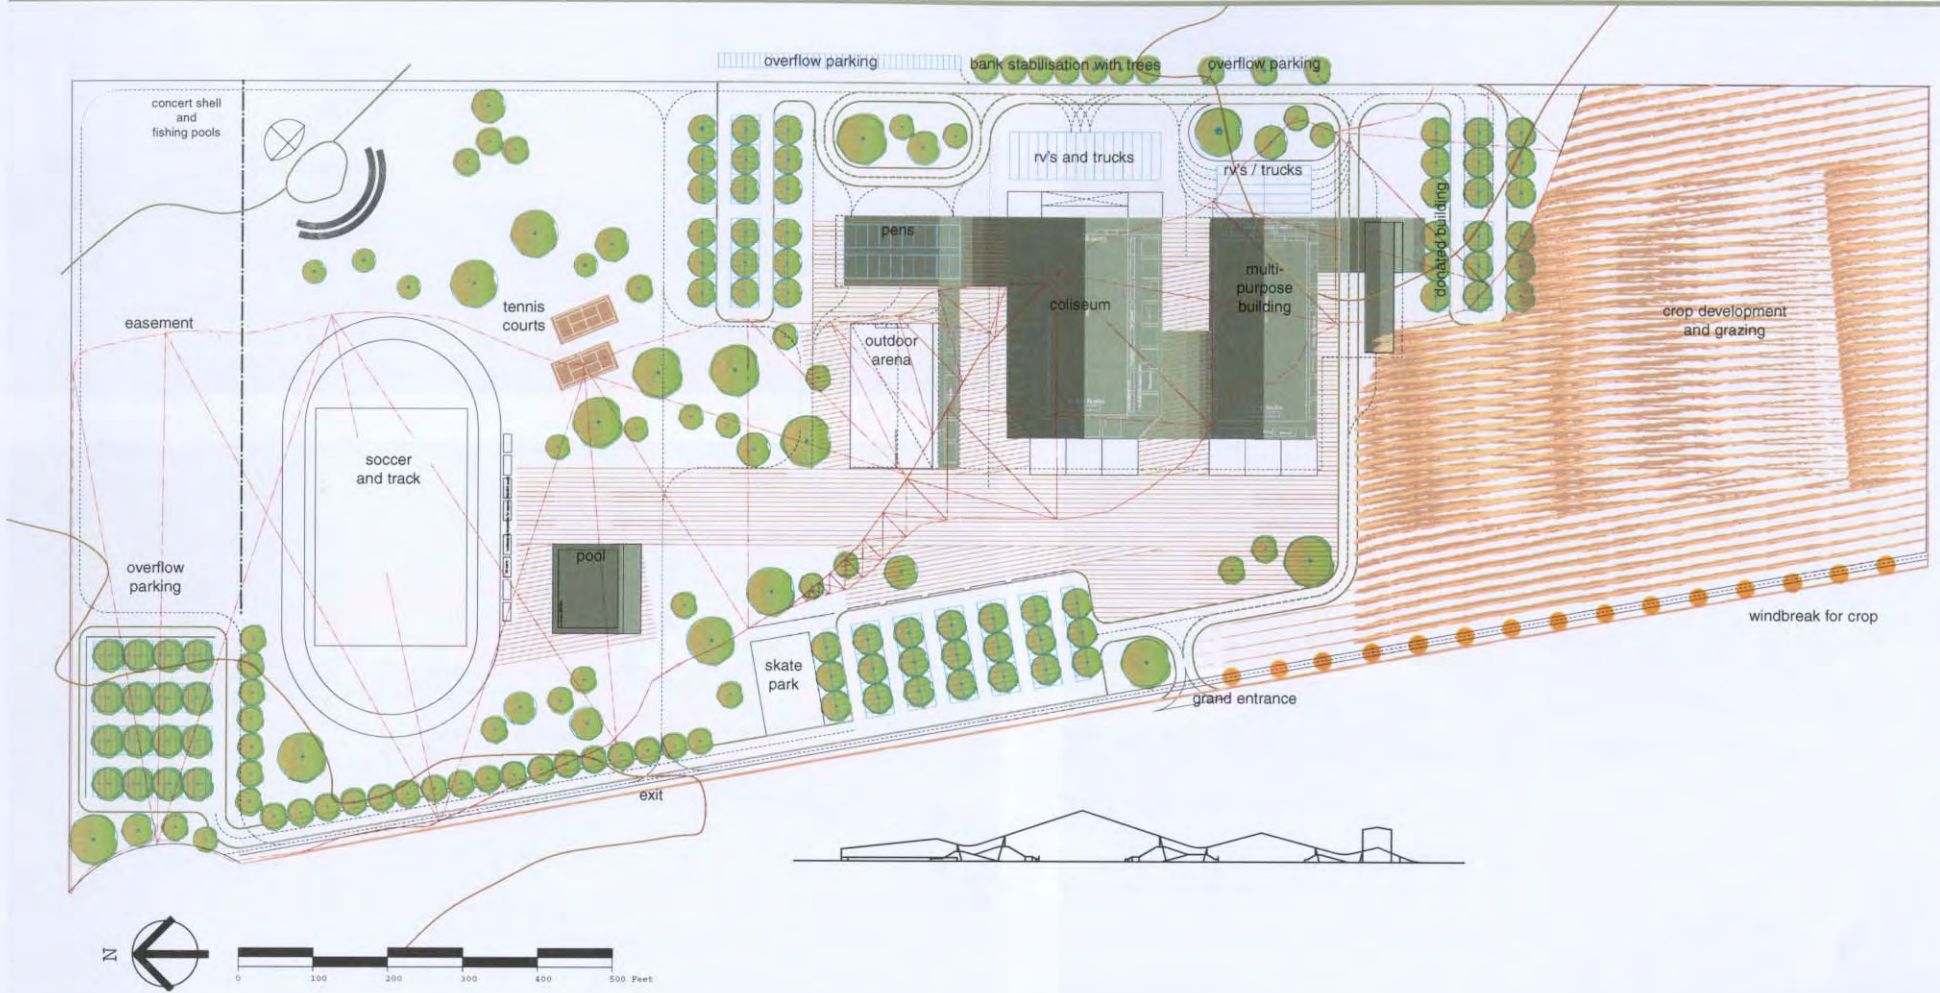 overflow parking
bank stabilisation with trees
overflow parking
concert shell
and
fishing pools
rv's and trucks
rv's / trucks
donated building
pens
multi-
purpose
building
coliseum
tennis
courts
easement
outdoor
arena
crop development
and grazing
soccer
and track
pool
overflow
parking
windbreak for crop
skate
park
grand entrance
exit
N
0 100 200 300 400 500 Feet